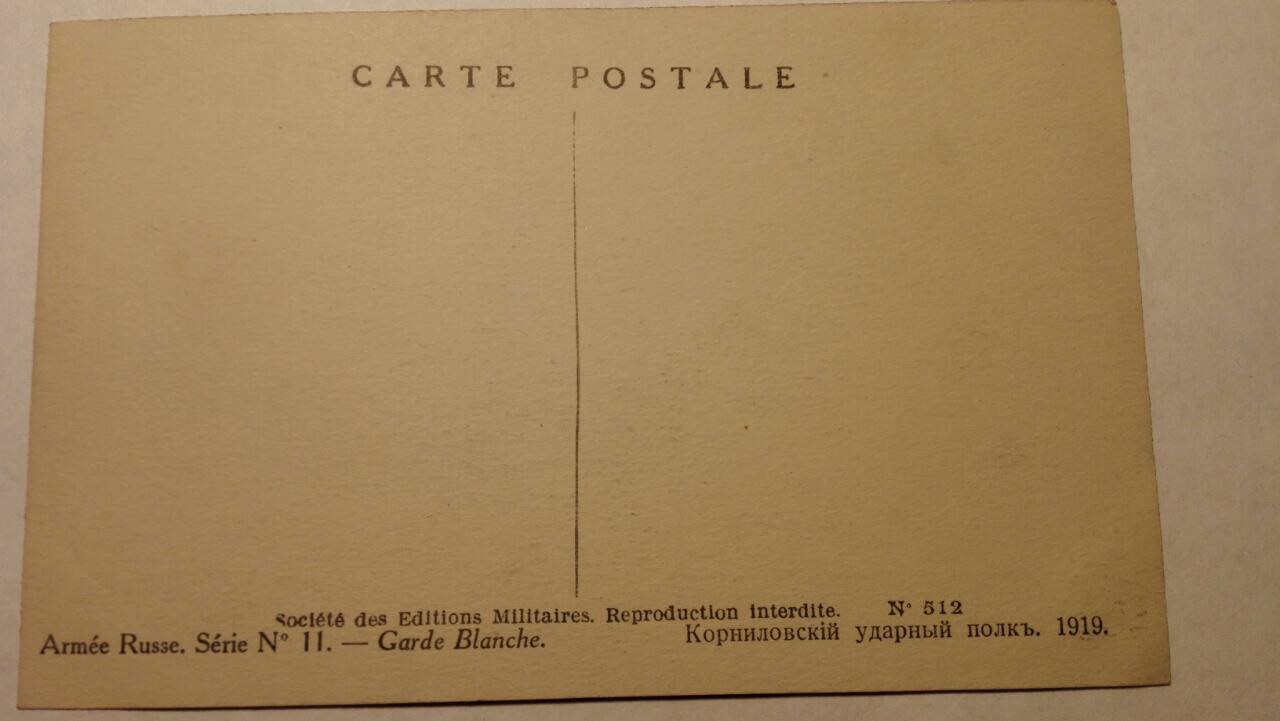 CARTE POSTALE
Société des Editions Militaires. Reproduction interdite. N° 512
Armée Russe. Série N° 11. — Garde Blanche. Корниловскій ударный полкъ. 1919.